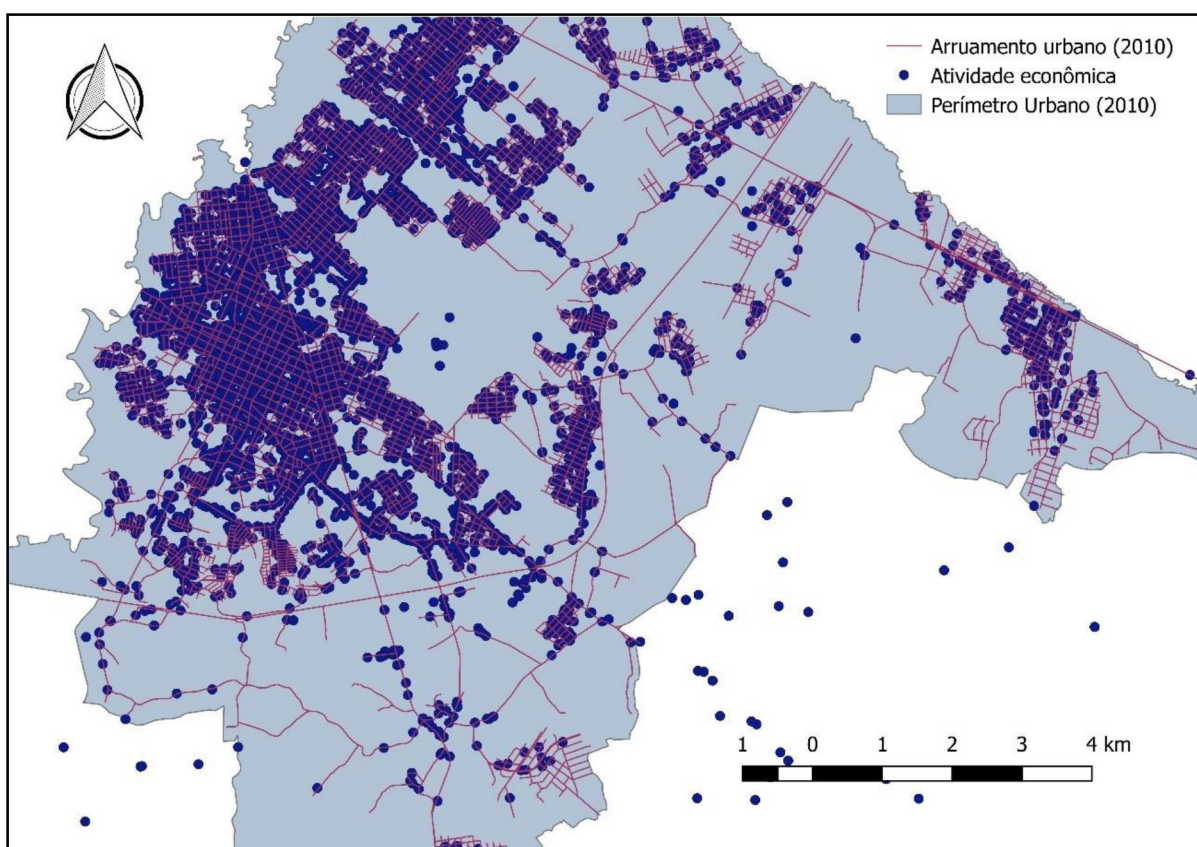 Arruamento urbano (2010)
Atividade econômica
Perímetro Urbano (2010)
1 0 1 2 3 4 km